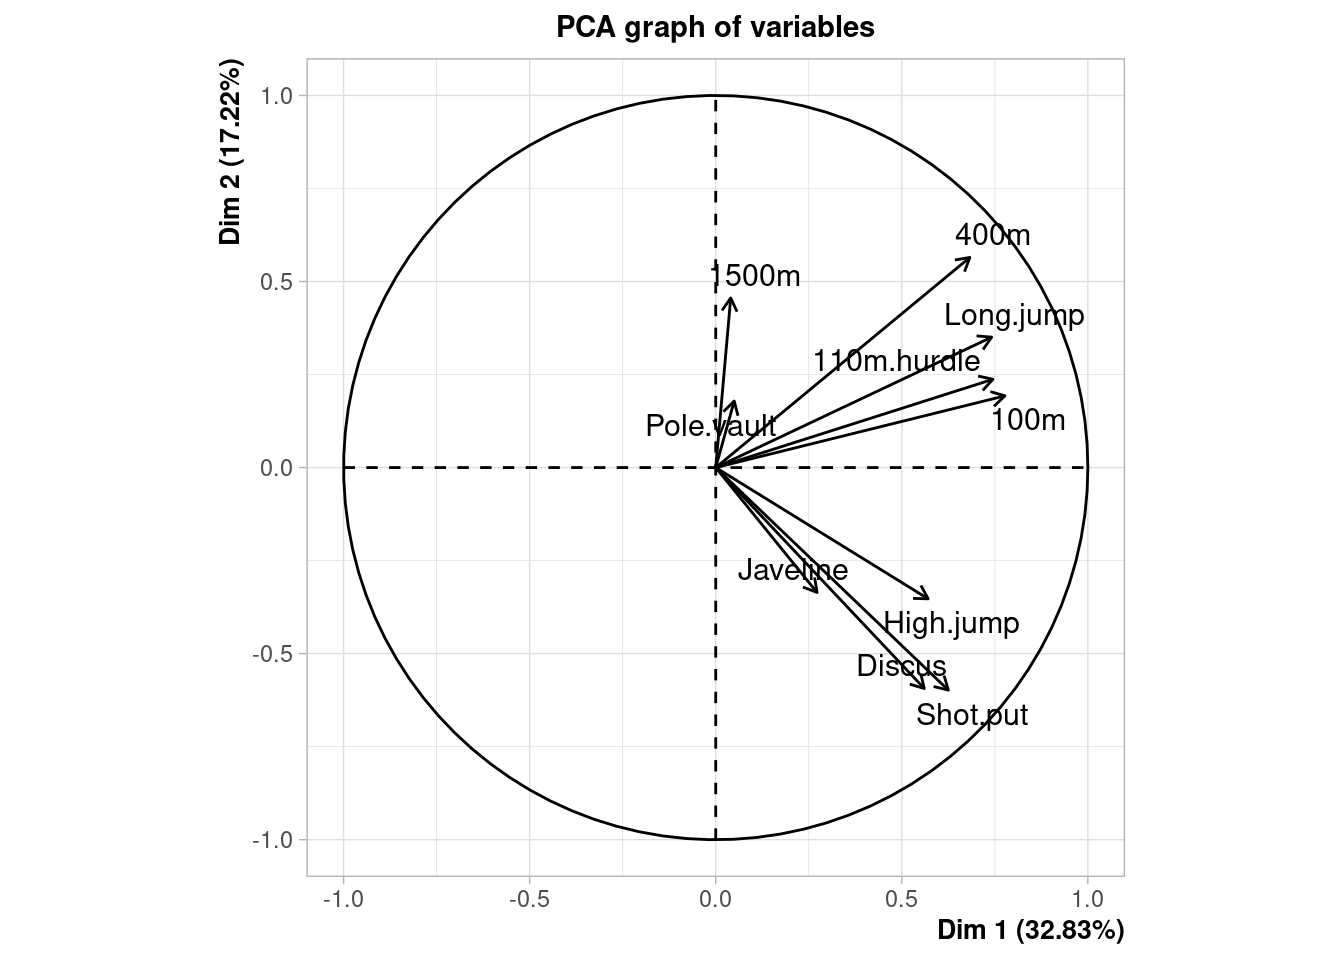 PCA graph of variables
Dim 2 (17.22%)
1.0
0.5
0.0
-0.5
-1.0
400m
1500m
Long.jump
110m.hurdle
100m
Pole.vault
Javeline
High.jump
Discus
Shot.put
-1.0
-0.5
0.0
0.5
1.0
Dim 1 (32.83%)